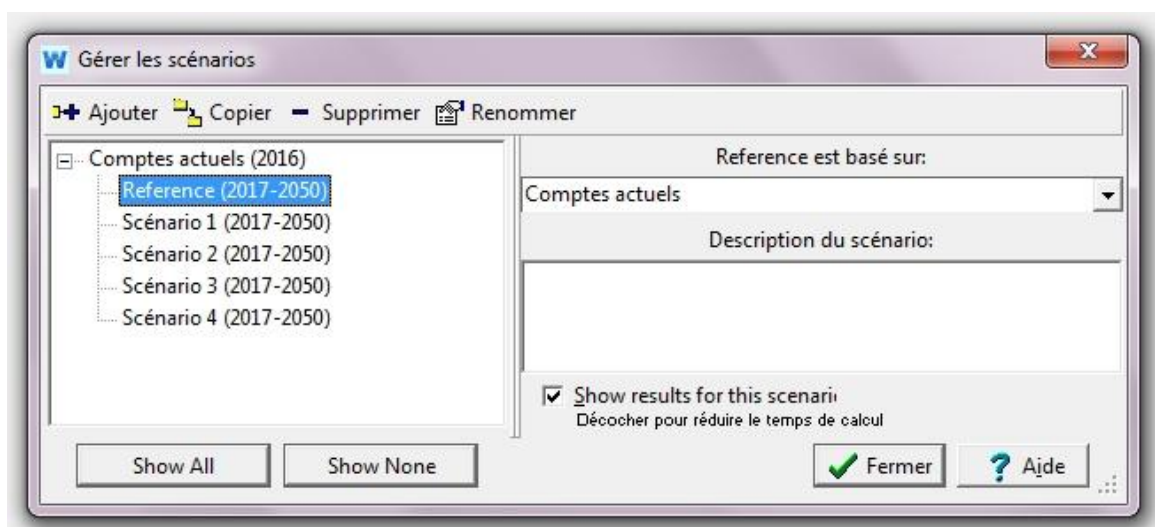 W Gérer les scénarios
Ajouter Copier Supprimer Renommer
Comptes actuels (2016)
Reference (2017-2050)
Scénario 1 (2017-2050)
Scénario 2 (2017-2050)
Scénario 3 (2017-2050)
Scénario 4 (2017-2050)
Reference est basé sur:
Comptes actuels
Description du scénario:
Show results for this scenari
Décocher pour réduire le temps de calcul
Show All Show None Fermer ? Aide